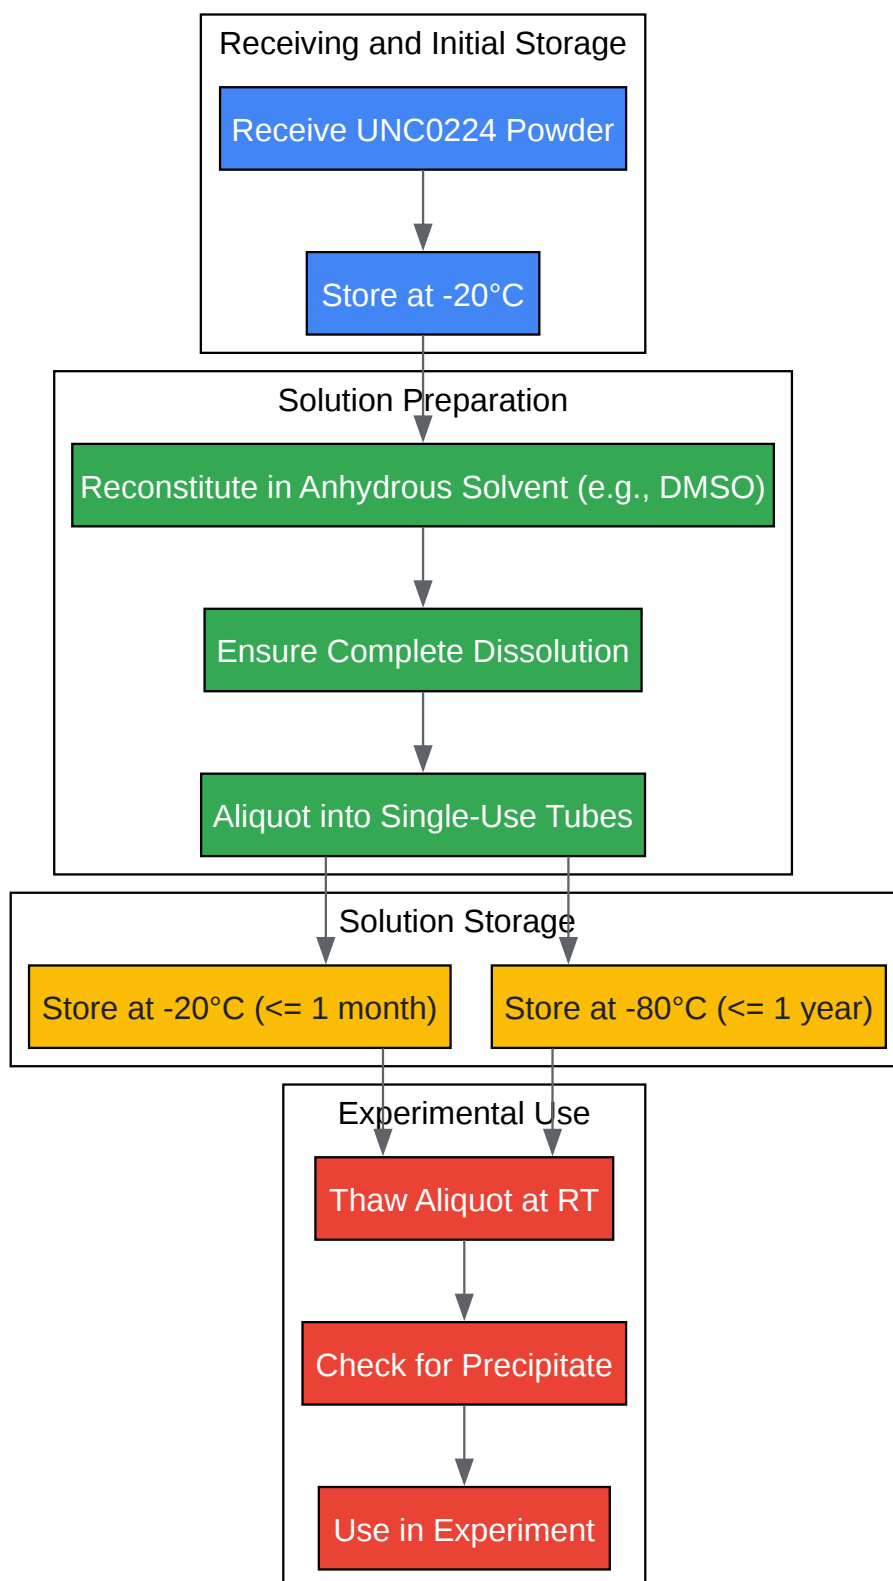 Receiving and Initial Storage
Receive UNC0224 Powder
Store at -20°C
Solution Preparation
Reconstitute in Anhydrous Solvent (e.g., DMSO)
Ensure Complete Dissolution
Aliquot into Single-Use Tubes
Solution Storage
Store at -20°C (<= 1 month)
Store at -80°C (<= 1 year)
Experimental Use
Thaw Aliquot at RT
Check for Precipitate
Use in Experiment